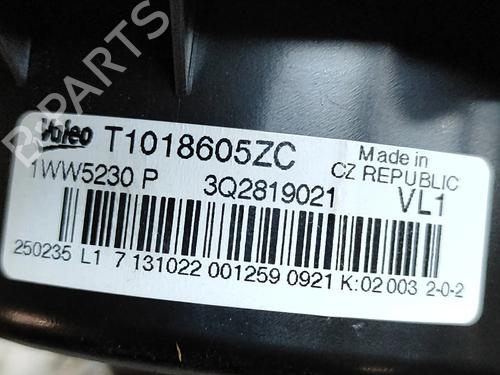 B-PARTS
Valeo T1018605ZC Made in
CZ REPUBLIC
1WW5230 P 3Q2819021 VL1
250235 L1 7 131022 001259 0921 K:02 003 2-0-2